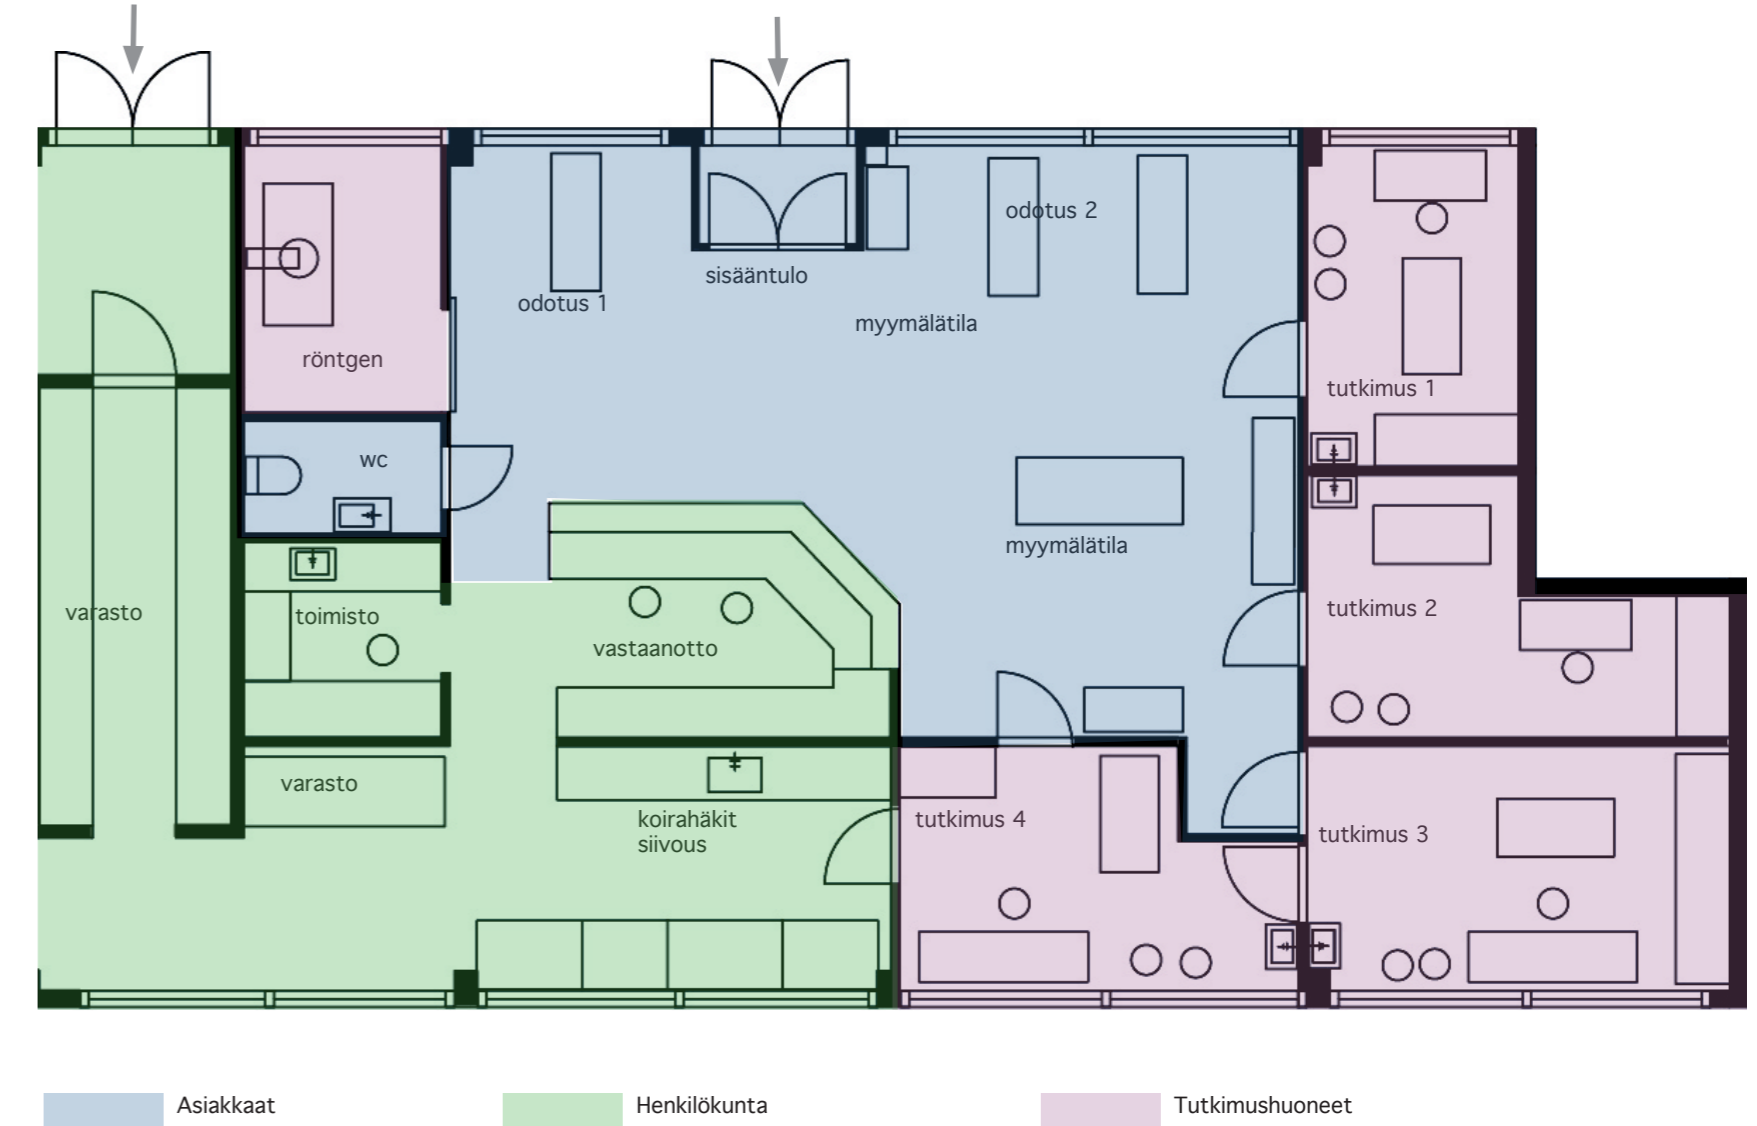 odotus 2
sisääntulo
odotus 1
myymälätila
röntgen
tutkimus 1
wc
myymälätila
varasto
toimisto
tutkimus 2
vastaanotto
varasto
koirahäkit
siivous
tutkimus 4
tutkimus 3
Asiakkaat
Henkilökunta
Tutkimushuoneet